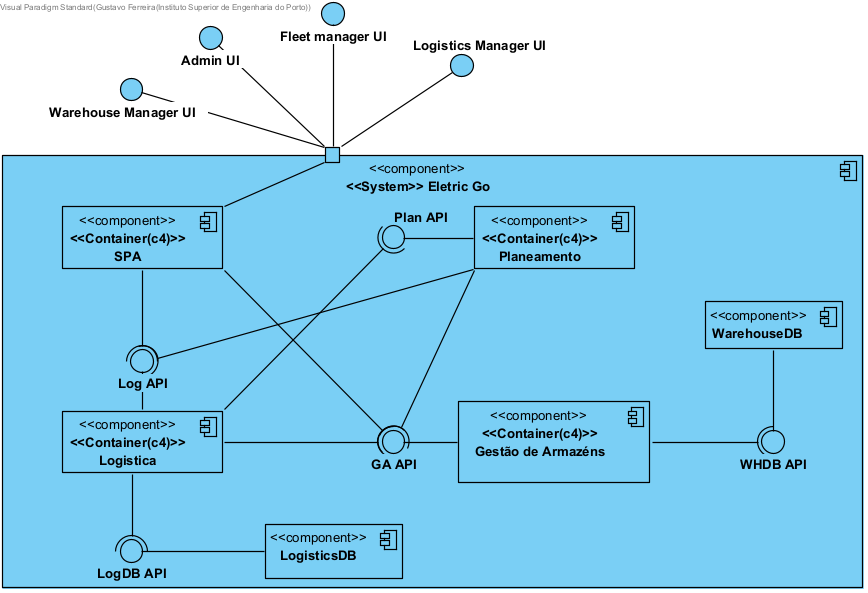 Visual Paradigm Standard(Gustavo Ferreira(Instituto Superior de Engenharia do Porto))
Fleet manager UI
Logistics Manager UI
Admin UI
Warehouse Manager UI
<<component>>
<<System>> Eletric Go
<<component>>
<<Container(c4)>>
SPA
Plan API
<<component>>
<<Container(c4)>>
Planeamento
<<component>>
WarehouseDB
Log API
<<component>>
<<Container(c4)>>
Logistica
GA API
<<component>>
<<Container(c4)>>
Gestão de Armazéns
WHDB API
LogDB API
<<component>>
LogisticsDB